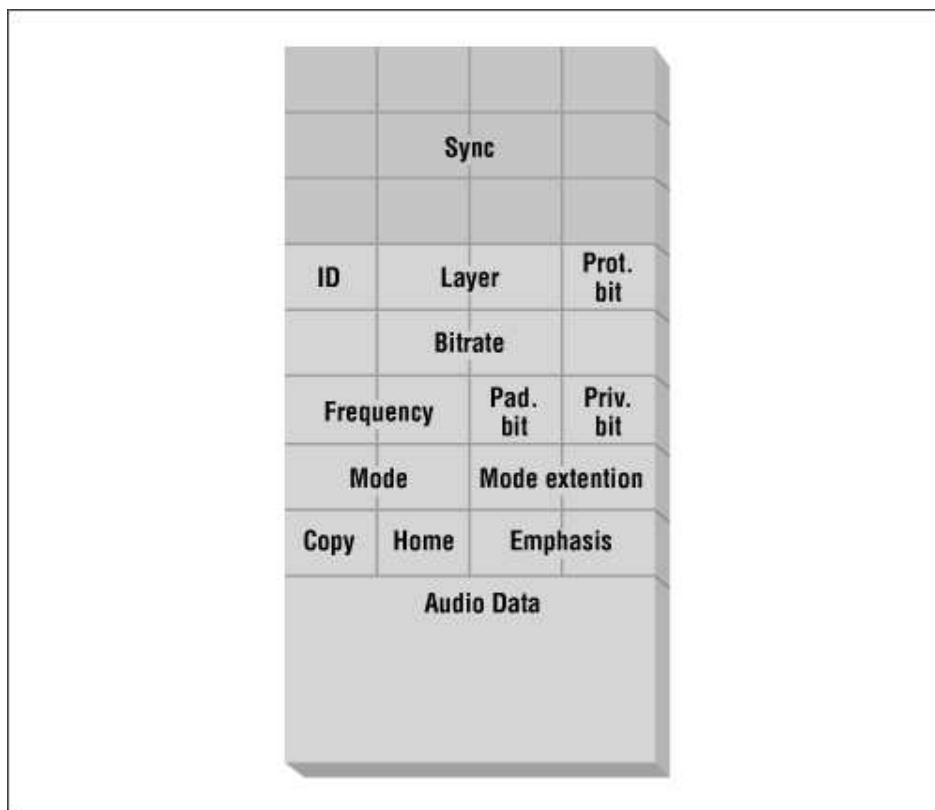 Sync
ID Layer Prot. bit
Bitrate
Frequency Pad. bit Priv. bit
Mode Mode extention
Copy Home Emphasis
Audio Data